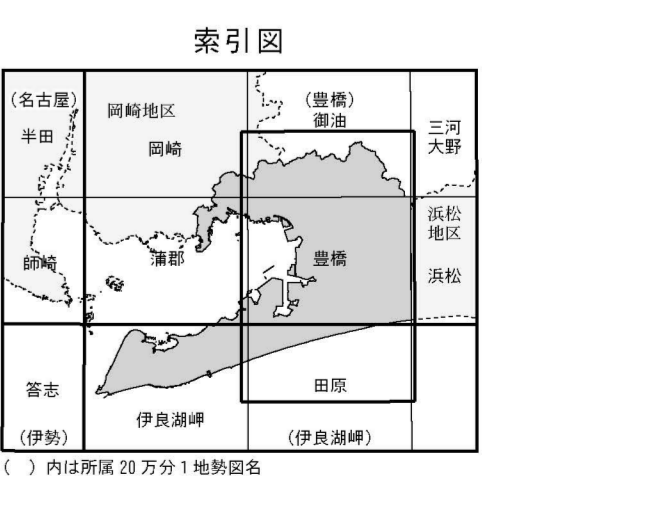 索引図
(名古屋)
半田
岡崎地区
岡崎
(豊橋)
御油
三河
大野
師崎
蒲郡
豊橋
浜松
地区
浜松
答志
(伊勢)
伊良湖岬
田原
(伊良湖岬)
( )内は所属20万分1地勢図名